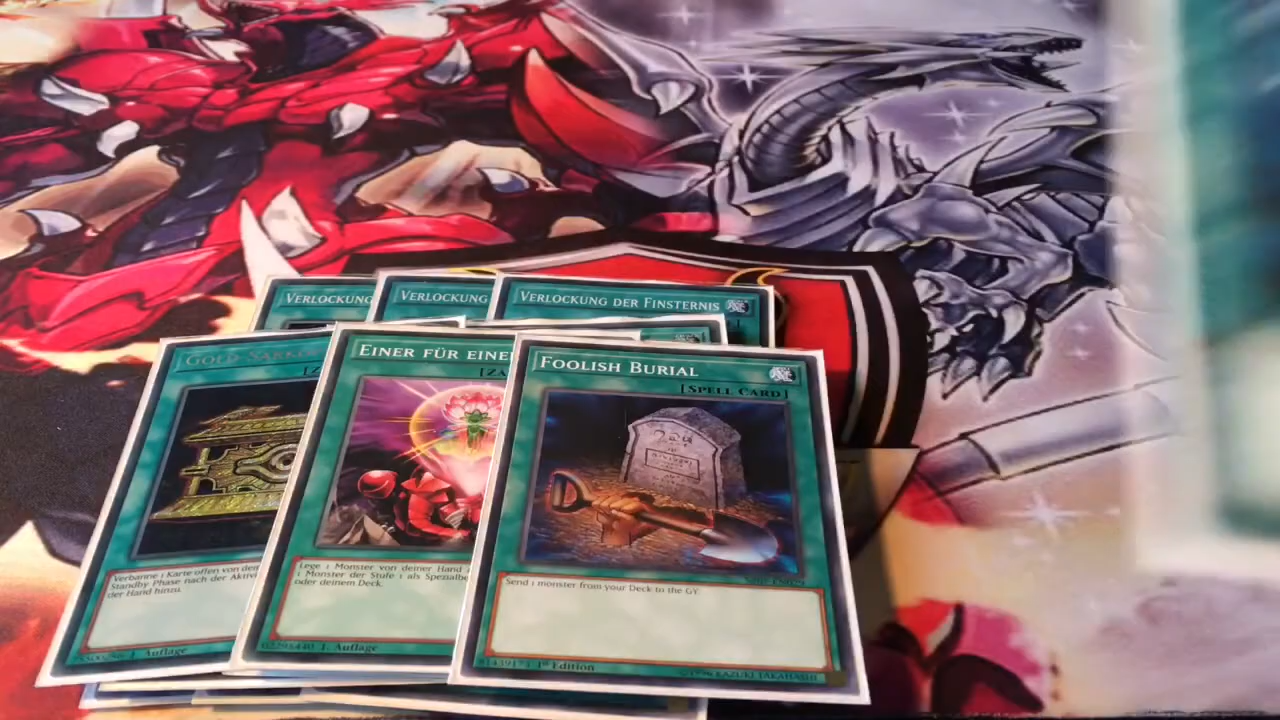 VERLOCKUNG
VERLOCKUNG
VERLOCKUNG DER FINSTERNIS
GOLD
EINER FÜR EINE
[ZA
FOOLISH BURIAL
[SPELL CARD]
Verbanne 1 Karte offen von
Standby Phase nach der Aktiv
der Hand hinzu.
1. Auflage
Lege 1 Monster von deiner Hand
1 Monster der Stufe 1 als Spezialbe
oder deinem Deck.
1. Auflage
Send 1 monster from your Deck to the GY.
1st Edition
KAZUKI TAKAHASHI